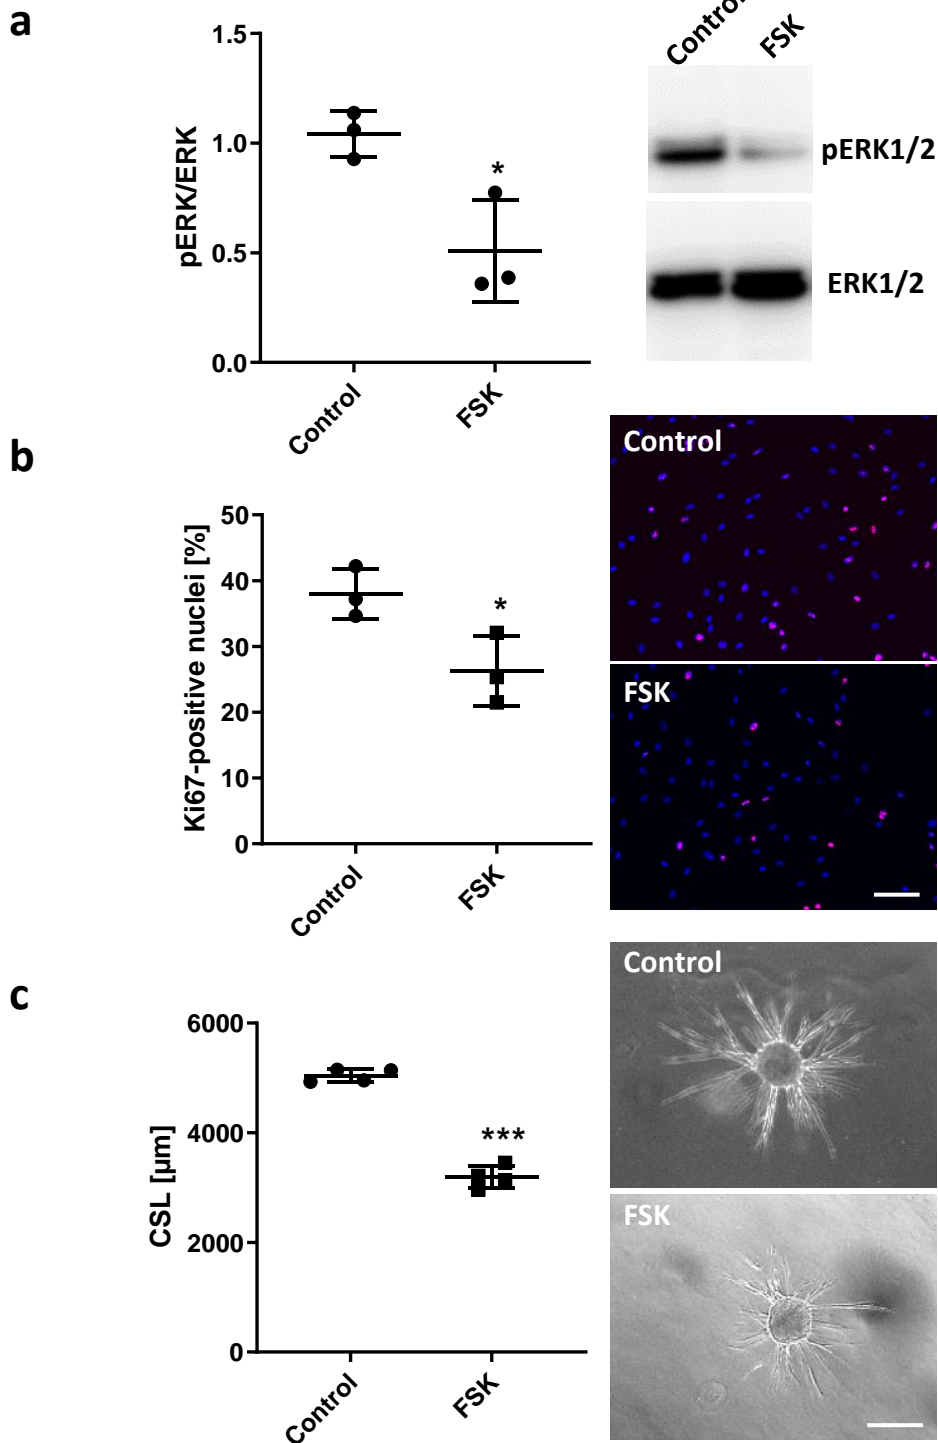 a
pERK/ERK
1.5
1.0
0.5
0.0
Control
FSK
*
Control
FSK
pERK1/2
ERK1/2
b
Ki67-positive nuclei [%]
50
40
30
20
10
0
Control
FSK
*
Control
FSK
c
CSL [µm]
6000
4000
2000
0
Control
FSK
***
Control
FSK